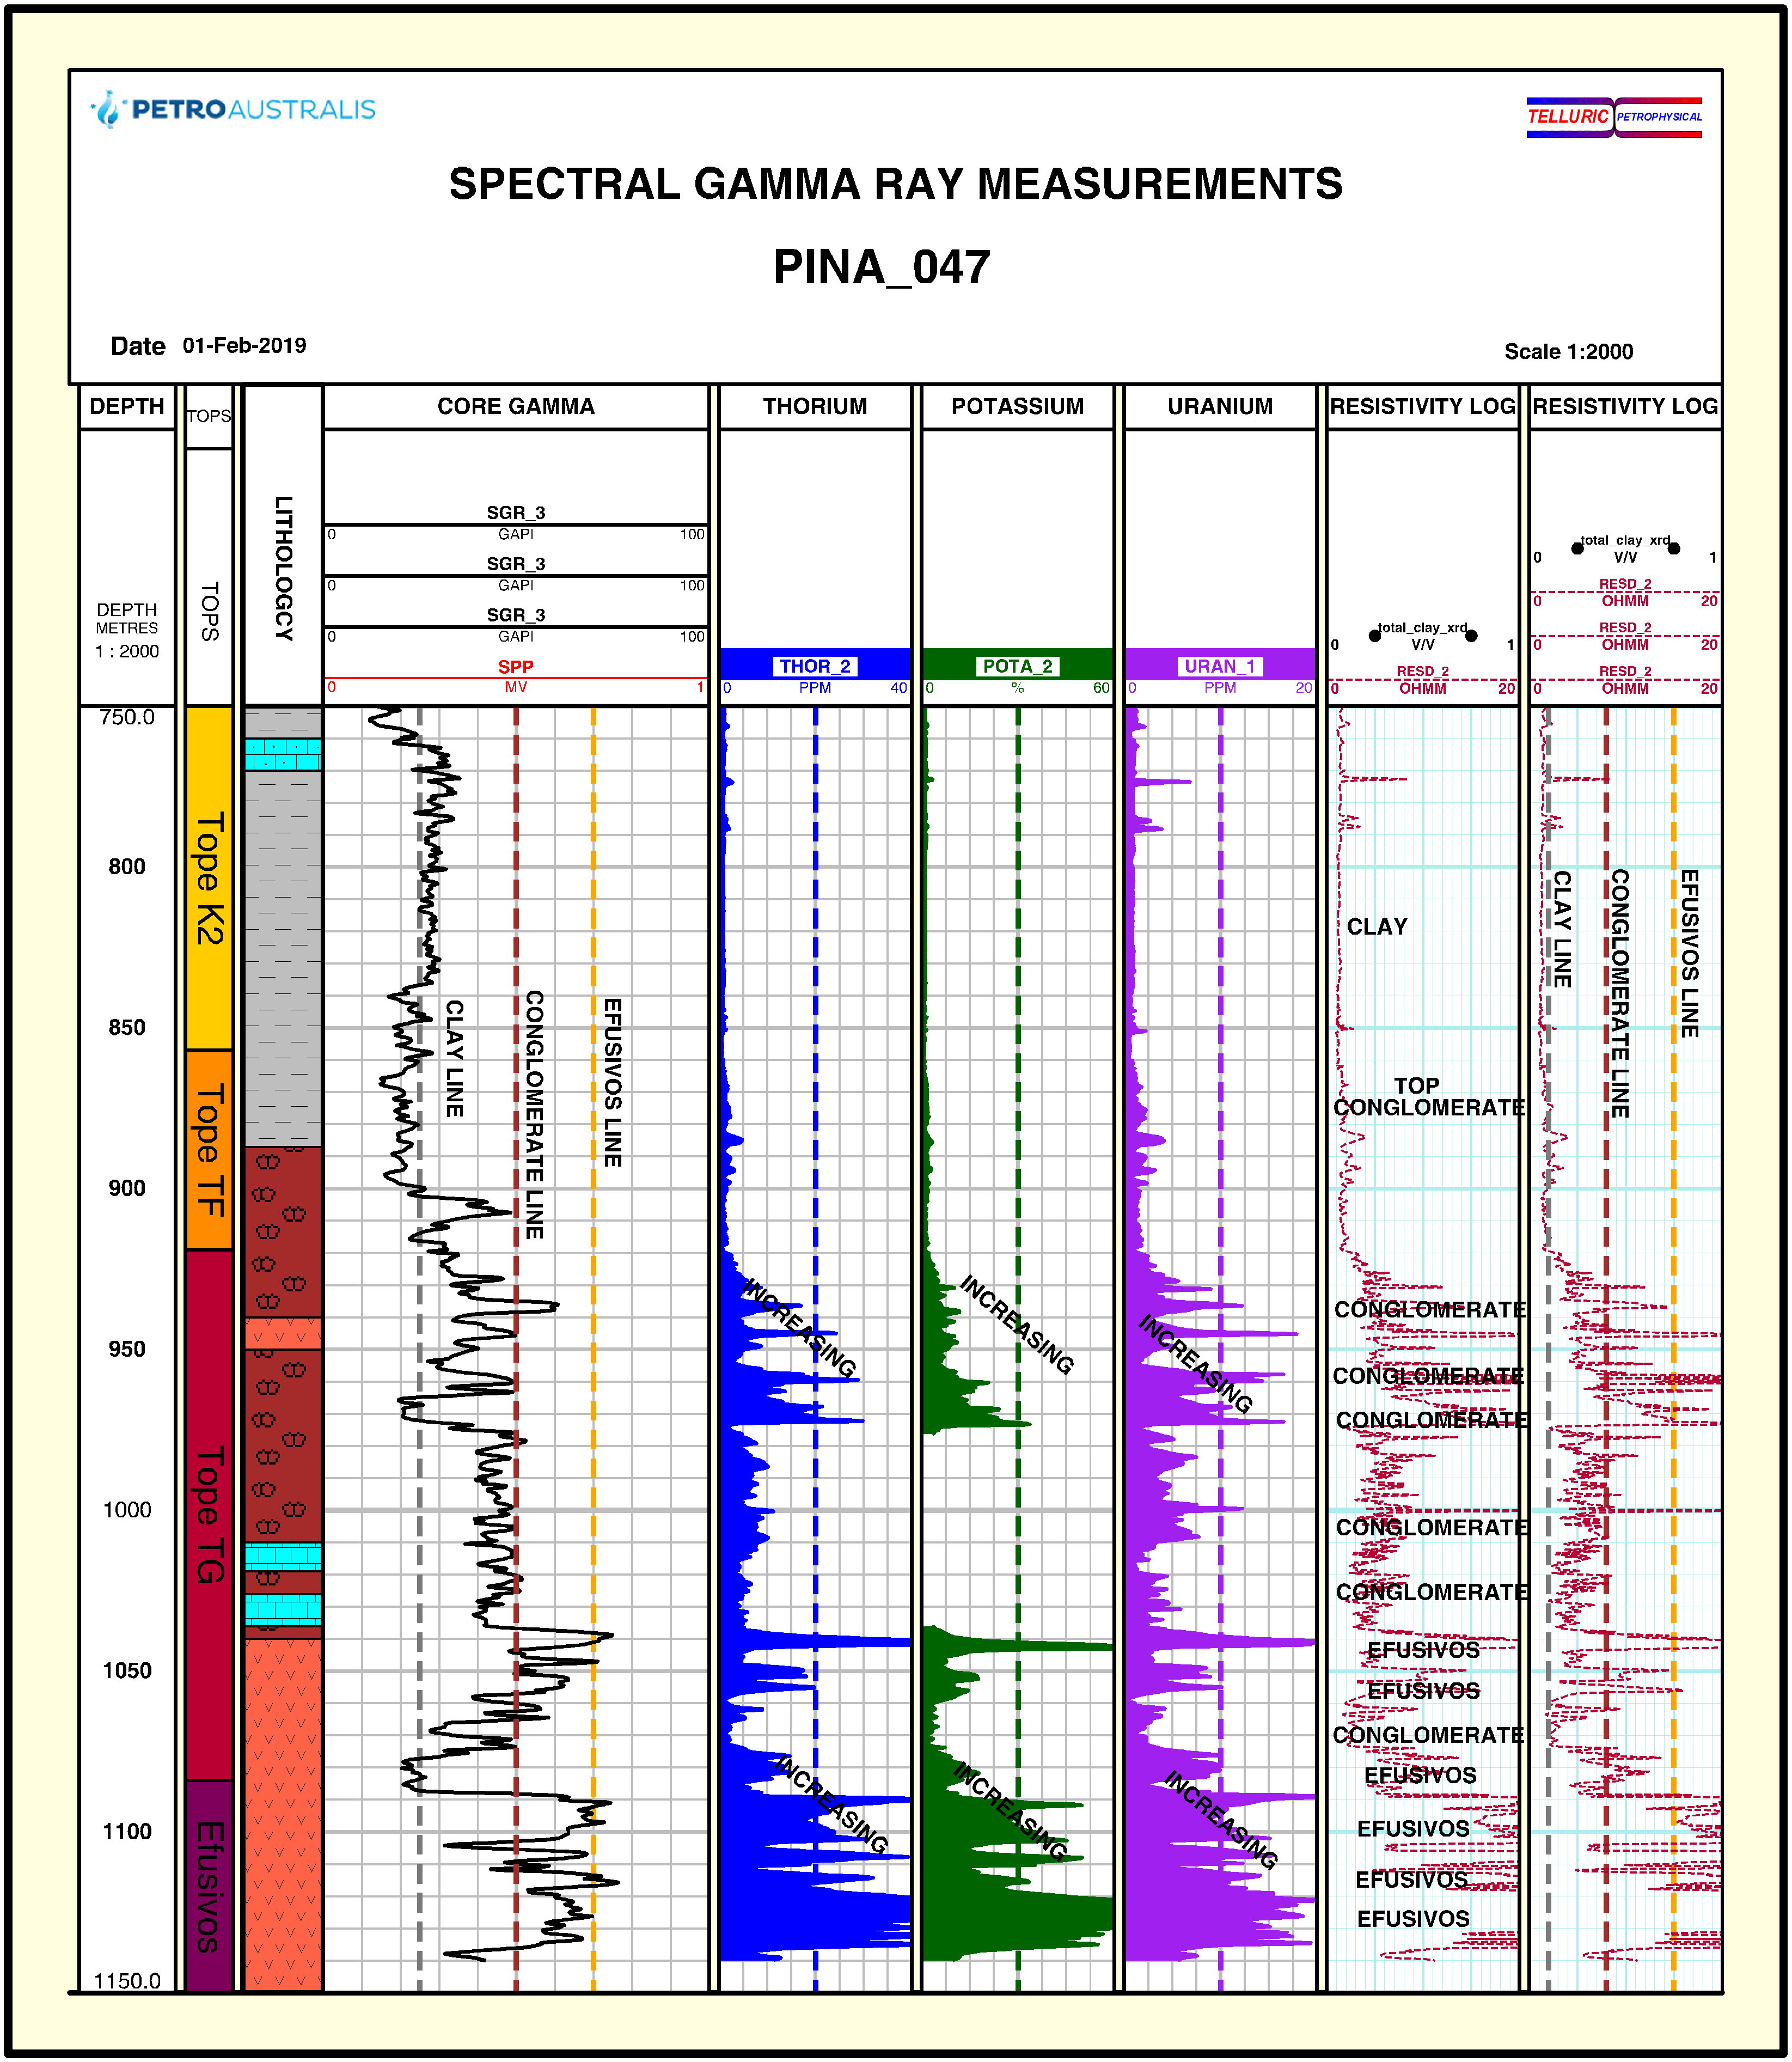 PETROAUSTRALIS
TELLURIC PETROPHYSICAL
SPECTRAL GAMMA RAY MEASUREMENTS
PINA_047
Date 01-Feb-2019
Scale 1:2000
DEPTH
TOPS
CORE GAMMA
THORIUM
POTASSIUM
URANIUM
RESISTIVITY LOG
RESISTIVITY LOG
DEPTH
METRES
1 : 2000
TOPS
LITHOLOGCY
SGR_3
0 GAPI 100
SGR_3
0 GAPI 100
SGR_3
0 GAPI 100
SPP
0 MV 1
THOR_2
0 PPM 40
POTA_2
0 % 60
URAN_1
0 PPM 20
total_clay_xrd
0 V/V 1
RESD_2
0 OHMM 20
total_clay_xrd
0 V/V 1
RESD_2
0 OHMM 20
RESD_2
0 OHMM 20
RESD_2
0 OHMM 20
750.0
800
850
900
950
1000
1050
1100
1150.0
Tope K2
Tope TF
Tope TG
Efusivos
CLAY LINE
CONGLOMERATE LINE
EFUSIVOS LINE
INCREASING
INCREASING
INCREASING
INCREASING
INCREASING
INCREASING
CLAY
TOP
CONGLOMERATE
CONGLOMERATE
CONGLOMERATE
CONGLOMERATE
CONGLOMERATE
CONGLOMERATE
EFUSIVOS
EFUSIVOS
CONGLOMERATE
EFUSIVOS
EFUSIVOS
EFUSIVOS
EFUSIVOS
CLAY LINE
CONGLOMERATE LINE
EFUSIVOS LINE